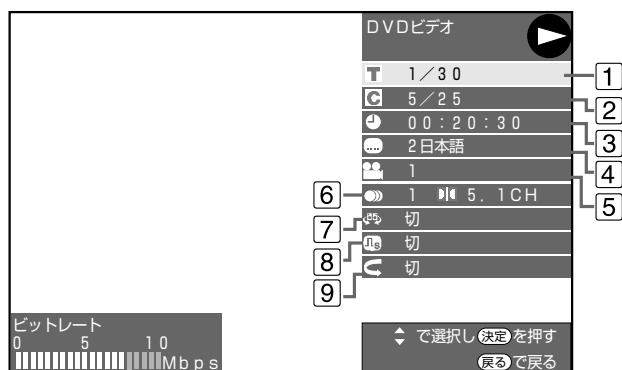 DVDビデオ
T 1／30 1
C 5／25 2
00：20：30 3
2日本語 4
1 5
6 1 5．1CH
7 切
8 切
9 切
ビットレート
0 5 10
Mbps
で選択し 決定 を押す
戻る で戻る